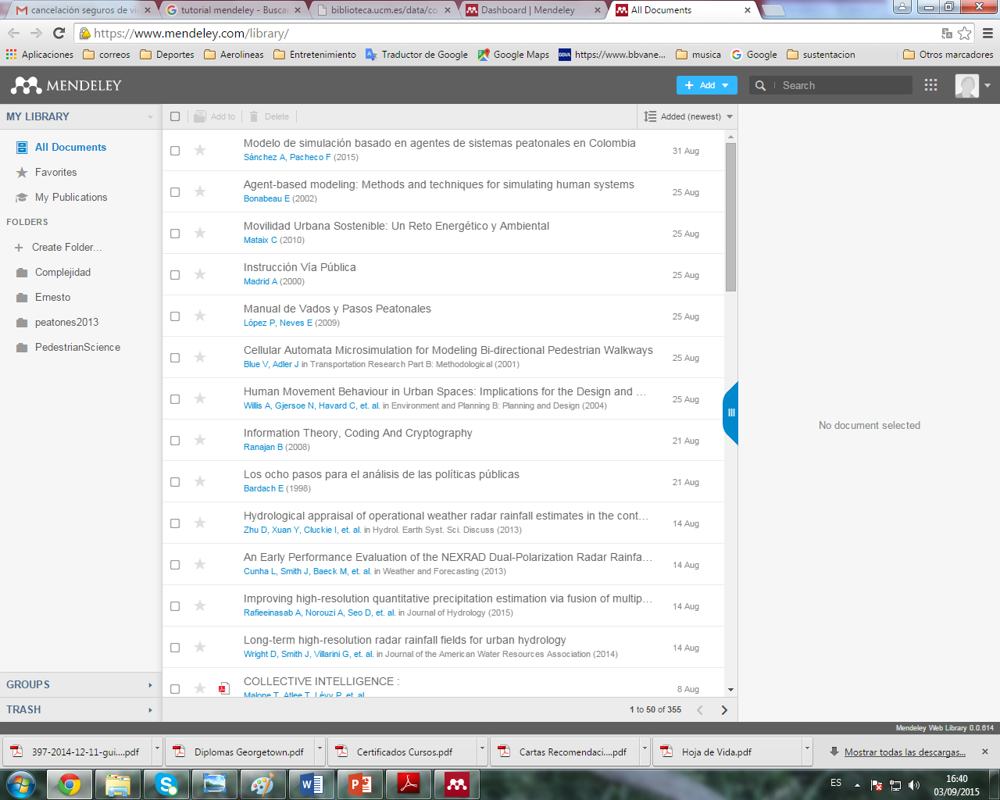 cancelación seguros de vi
tutorial mendeley - Busca
biblioteca.ucm.es/data/co
Dashboard | Mendeley
All Documents
https://www.mendeley.com/library/
Aplicaciones
correos
Deportes
Aerolineas
Entretenimiento
Traductor de Google
Google Maps
BBVA https://www.bbvane...
musica
Google
sustentacion
Otros marcadores
MENDELEY
+ Add
Search
MY LIBRARY
Add to
Delete
Added (newest)
All Documents
Favorites
My Publications
FOLDERS
+ Create Folder...
Complejidad
Ernesto
peatones2013
PedestrianScience
GROUPS
TRASH
Modelo de simulación basado en agentes de sistemas peatonales en Colombia
Sánchez A, Pacheco F (2015)
31 Aug
Agent-based modeling: Methods and techniques for simulating human systems
Bonabeau E (2002)
25 Aug
Movilidad Urbana Sostenible: Un Reto Energético y Ambiental
Mataix C (2010)
25 Aug
Instrucción Vía Pública
Madrid A (2000)
25 Aug
Manual de Vados y Pasos Peatonales
López P, Neves E (2009)
25 Aug
Cellular Automata Microsimulation for Modeling Bi-directional Pedestrian Walkways
Blue V, Adler J in Transportation Research Part B: Methodological (2001)
25 Aug
Human Movement Behaviour in Urban Spaces: Implications for the Design and ...
Willis A, Gjersoe N, Havard C, et. al. in Environment and Planning B: Planning and Design (2004)
25 Aug
Information Theory, Coding And Cryptography
Ranajan B (2008)
21 Aug
Los ocho pasos para el análisis de las políticas públicas
Bardach E (1998)
21 Aug
Hydrological appraisal of operational weather radar rainfall estimates in the cont...
Zhu D, Xuan Y, Cluckie I, et. al. in Hydrol. Earth Syst. Sci. Discuss (2013)
14 Aug
An Early Performance Evaluation of the NEXRAD Dual-Polarization Radar Rainfa...
Cunha L, Smith J, Baeck M, et. al. in Weather and Forecasting (2013)
14 Aug
Improving high-resolution quantitative precipitation estimation via fusion of multip...
Rafieeinasab A, Norouzi A, Seo D, et. al. in Journal of Hydrology (2015)
14 Aug
Long-term high-resolution radar rainfall fields for urban hydrology
Wright D, Smith J, Villarini G, et. al. in Journal of the American Water Resources Association (2014)
14 Aug
COLLECTIVE INTELLIGENCE :
Malone T, Atlee T, Lévy P, et. al.
8 Aug
1 to 50 of 355
No document selected
Mendeley Web Library 0.0.614
397-2014-12-11-gui....pdf
Diplomas Georgetown.pdf
Certificados Cursos.pdf
Cartas Recomendaci....pdf
Hoja de Vida.pdf
Mostrar todas las descargas...
ES
16:40
03/09/2015